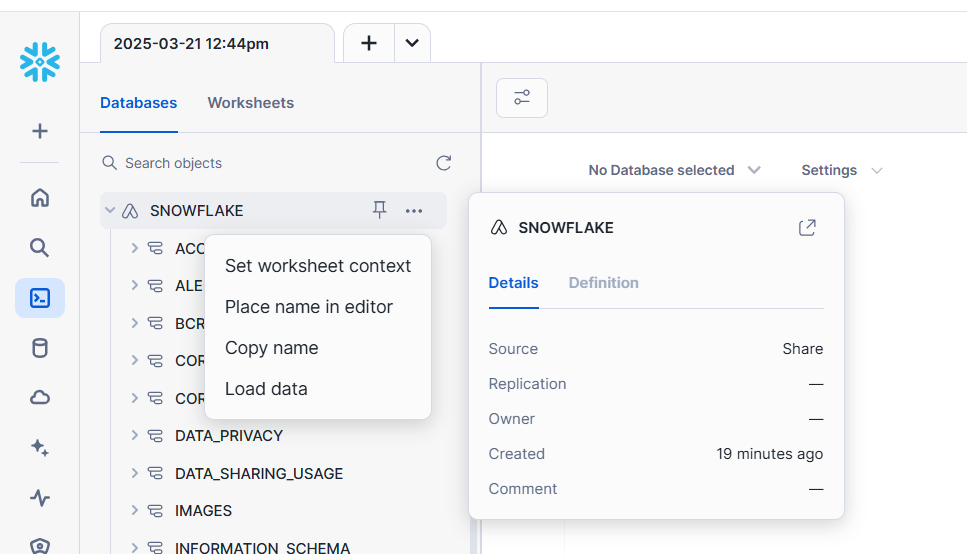 2025-03-21 12:44pm
Databases
Worksheets
Search objects
No Database selected
Settings
SNOWFLAKE
ACC
ALE
BCR
COR
COR
DATA_PRIVACY
DATA_SHARING_USAGE
IMAGES
INFORMATION_SCHEMA
Set worksheet context
Place name in editor
Copy name
Load data
SNOWFLAKE
Details
Definition
Source Share
Replication —
Owner —
Created 19 minutes ago
Comment —